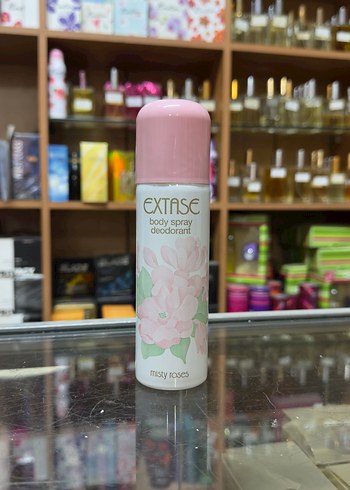 EXTASE
body spray
deodorant
misty roses